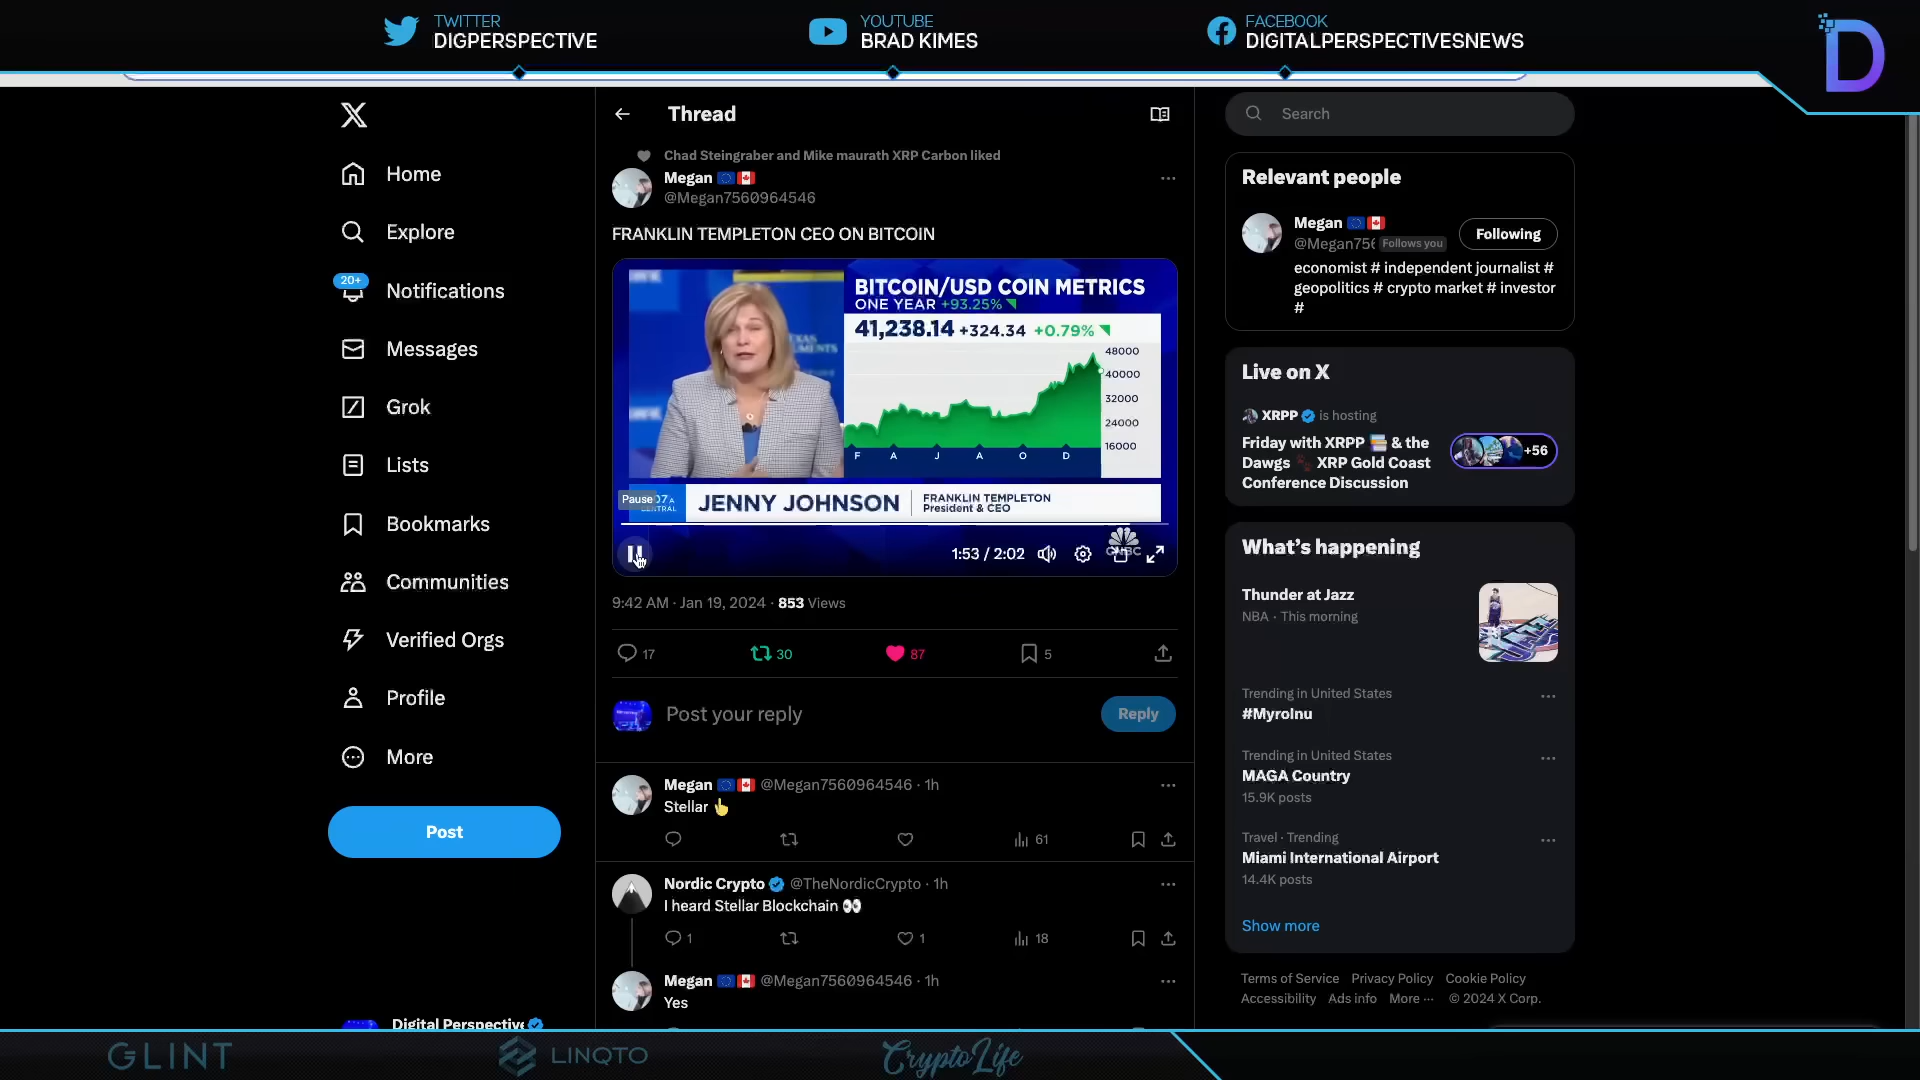 TWITTER
DIGPERSPECTIVE
YOUTUBE
BRAD KIMES
FACEBOOK
DIGITALPERSPECTIVESNEWS
Home
Explore
20+
Notifications
Messages
Grok
Lists
Bookmarks
Communities
Verified Orgs
Profile
More
Post
Digital Perspective
Thread
Chad Steingraber and Mike maurath XRP Carbon liked
Megan
@Megan7560964546
FRANKLIN TEMPLETON CEO ON BITCOIN
BITCOIN/USD COIN METRICS
ONE YEAR +93.25%
41,238.14 +324.34 +0.79%
48000
40000
32000
24000
16000
F A J A O D
Pause
CENTRAL
JENNY JOHNSON
FRANKLIN TEMPLETON
President & CEO
1:53 / 2:02
CNBC
9:42 AM · Jan 19, 2024 · 853 Views
17 30 87 5
Post your reply
Reply
Megan @Megan7560964546 · 1h
Stellar 👆
61
Nordic Crypto @TheNordicCrypto · 1h
I heard Stellar Blockchain 👀
1 1 18
Megan @Megan7560964546 · 1h
Yes
Search
Relevant people
Megan
@Megan756 Follows you
Following
economist # independent journalist #
geopolitics # crypto market # investor
#
Live on X
XRPP is hosting
Friday with XRPP & the
Dawgs XRP Gold Coast
Conference Discussion
+56
What's happening
Thunder at Jazz
NBA · This morning
Trending in United States
#MyroInu
Trending in United States
MAGA Country
15.9K posts
Travel · Trending
Miami International Airport
14.4K posts
Show more
Terms of Service Privacy Policy Cookie Policy
Accessibility Ads info More ··· © 2024 X Corp.
GLINT
LINQTO
CryptoLife